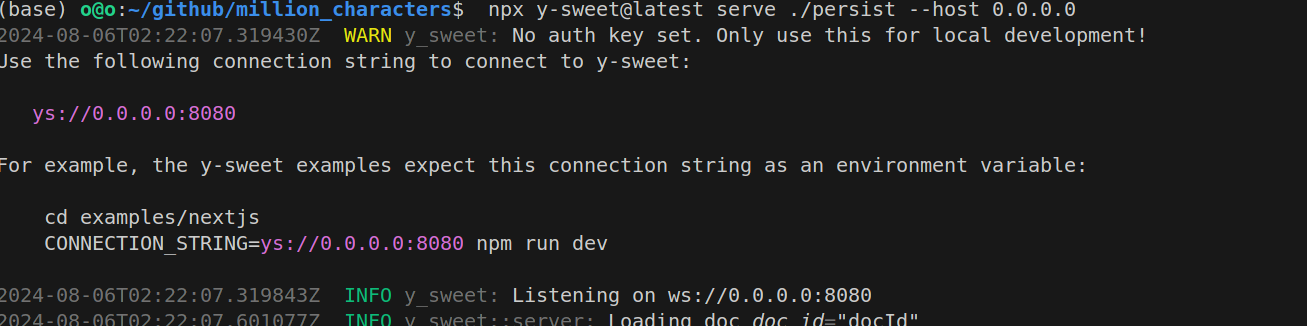 (base) o@o:~/github/million_characters$ npx y-sweet@latest serve ./persist --host 0.0.0.0
2024-08-06T02:22:07.319430Z WARN y_sweet: No auth key set. Only use this for local development!
Use the following connection string to connect to y-sweet:
ys://0.0.0.0:8080
For example, the y-sweet examples expect this connection string as an environment variable:
cd examples/nextjs
CONNECTION_STRING=ys://0.0.0.0:8080 npm run dev
2024-08-06T02:22:07.319843Z INFO y_sweet: Listening on ws://0.0.0.0:8080
2024-08-06T02:22:07.601077Z INFO y_sweet::server: Loading doc doc_id="docId"